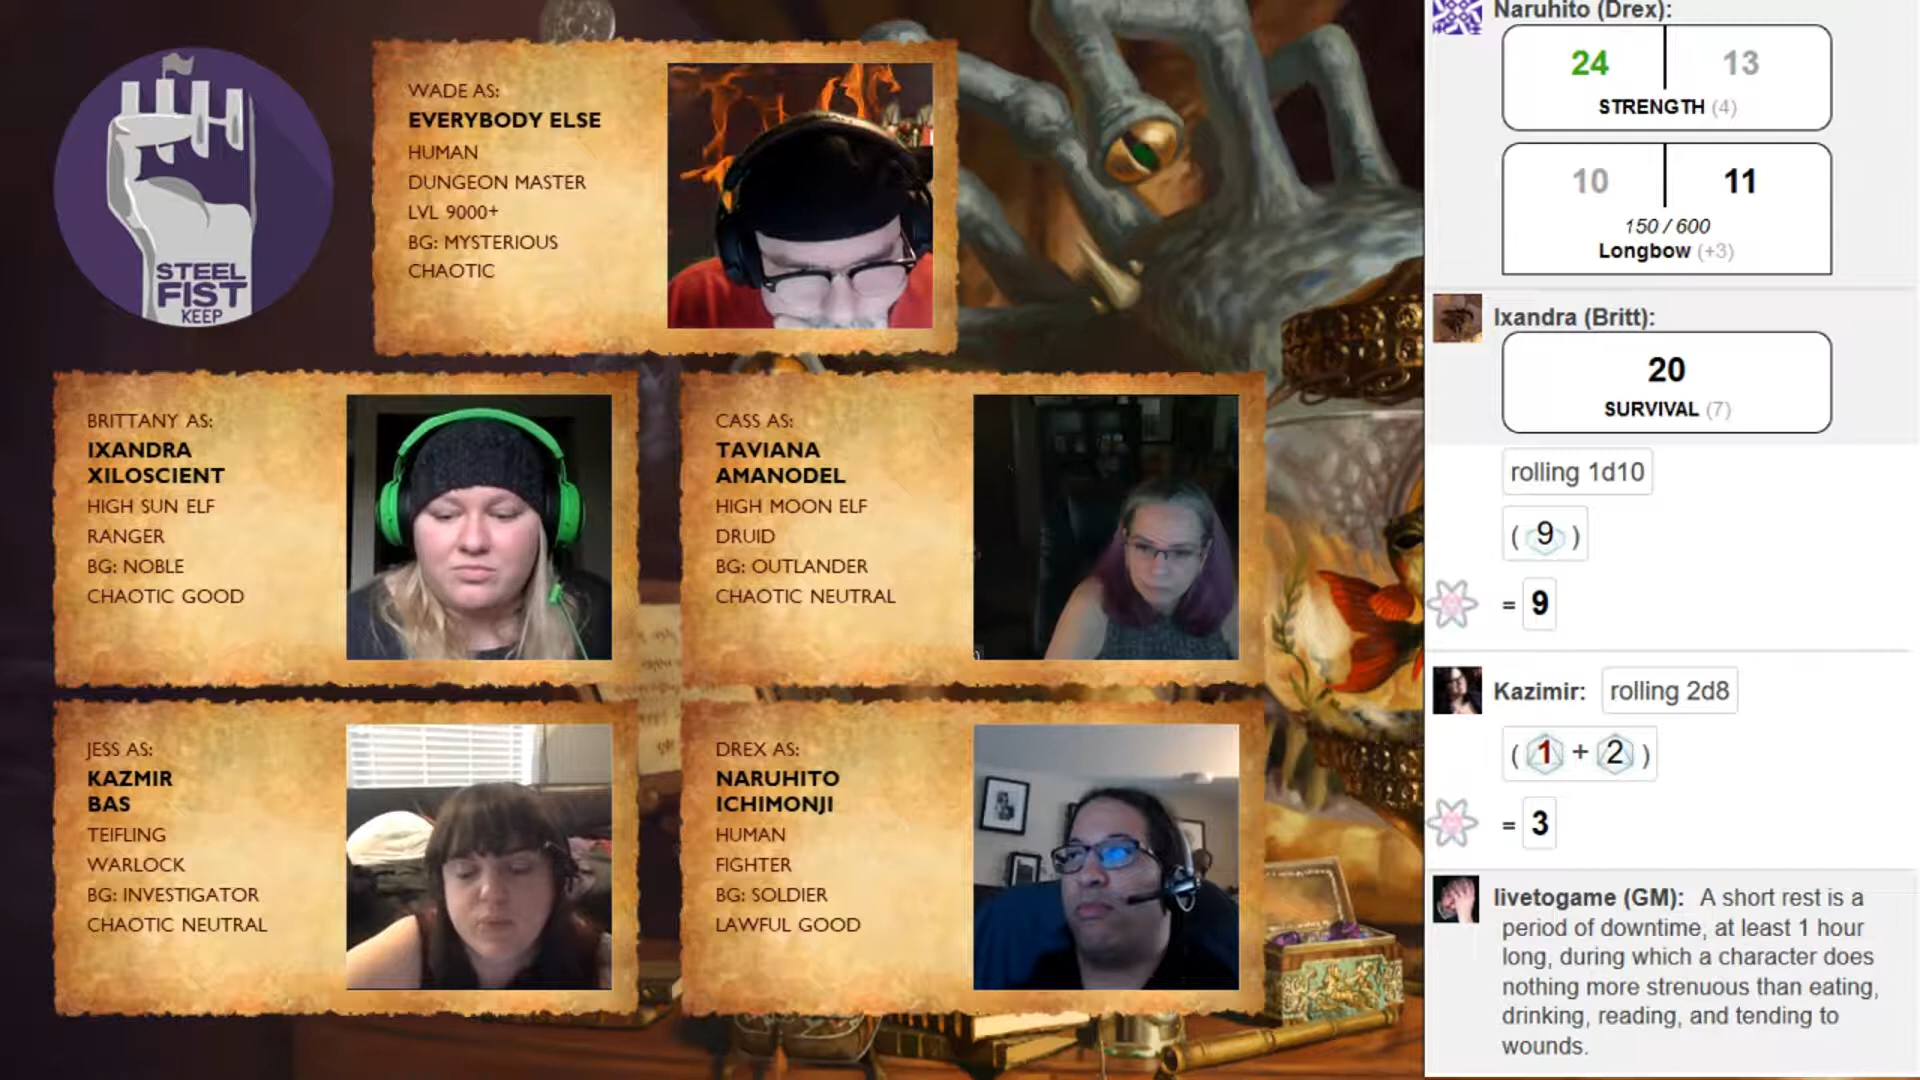 STEEL
FIST
KEEP
WADE AS:
EVERYBODY ELSE
HUMAN
DUNGEON MASTER
LVL 9000+
BG: MYSTERIOUS
CHAOTIC
BRITTANY AS:
IXANDRA
XILOSCIENT
HIGH SUN ELF
RANGER
BG: NOBLE
CHAOTIC GOOD
CASS AS:
TAVIANA
AMANODEL
HIGH MOON ELF
DRUID
BG: OUTLANDER
CHAOTIC NEUTRAL
JESS AS:
KAZMIR
BAS
TEIFLING
WARLOCK
BG: INVESTIGATOR
CHAOTIC NEUTRAL
DREX AS:
NARUHITO
ICHIMONJI
HUMAN
FIGHTER
BG: SOLDIER
LAWFUL GOOD
Naruhito (Drex):
24 13
STRENGTH (4)
10 11
150 / 600
Longbow (+3)
Ixandra (Britt):
20
SURVIVAL (7)
rolling 1d10
( 9 )
= 9
Kazimir: rolling 2d8
( 1 + 2 )
= 3
livetogame (GM): A short rest is a
period of downtime, at least 1 hour
long, during which a character does
nothing more strenuous than eating,
drinking, reading, and tending to
wounds.